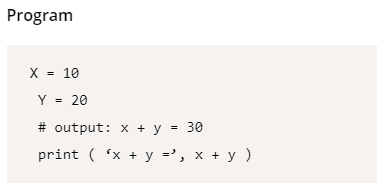 Program
X = 10
Y = 20
# output: x + y = 30
print ( ‘x + y =’, x + y )